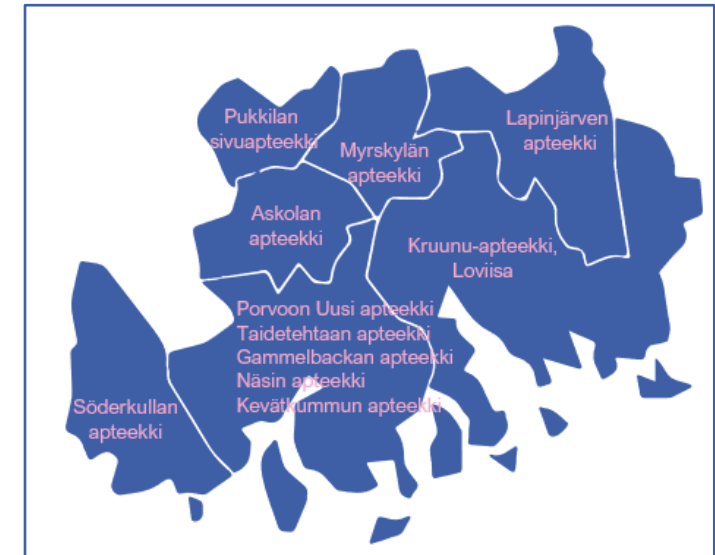 Pukkilan
sivuapteekki
Myrskylän
apteekki
Lapinjärven
apteekki
Askolan
apteekki
Kruunu-apteekki,
Loviisa
Porvoon Uusi apteekki
Taidetehtaan apteekki
Gammelbackan apteekki
Näsin apteekki
Kevätkummun apteekki
Söderkullan
apteekki